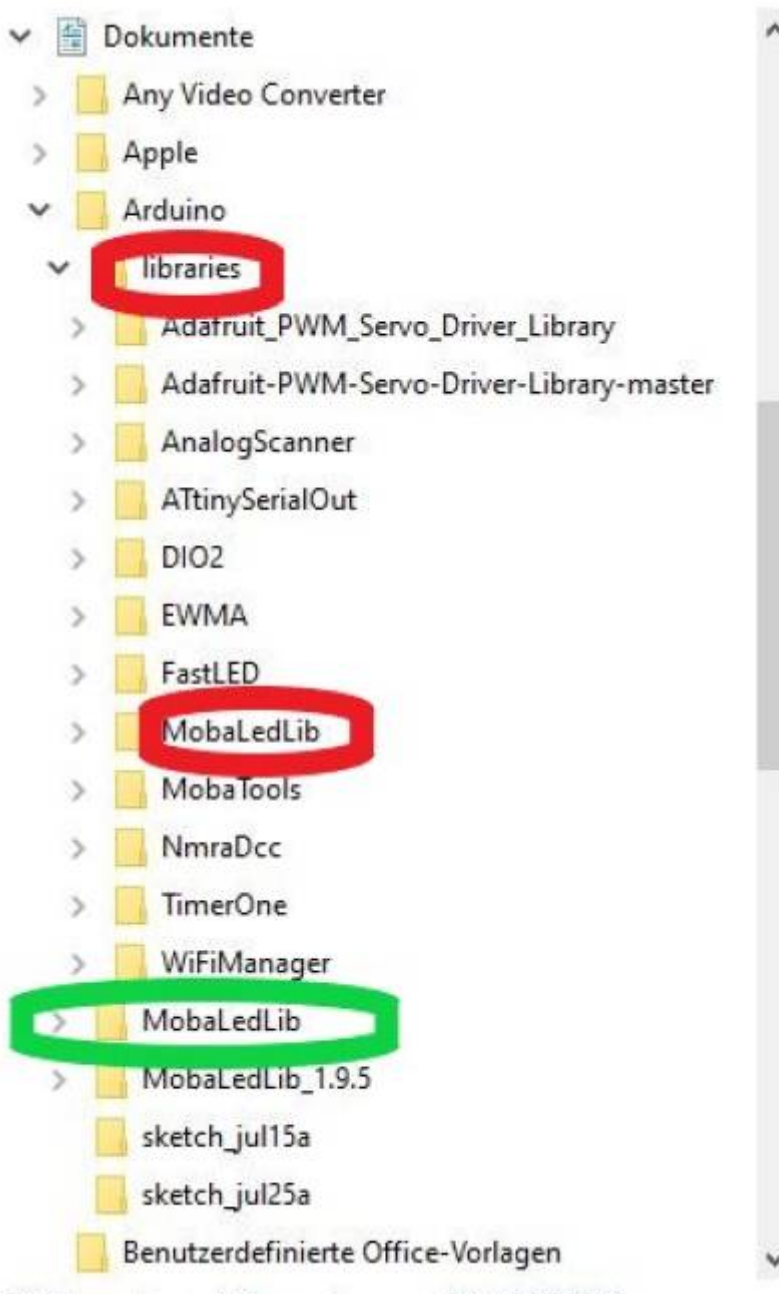 Dokumente
Any Video Converter
Apple
Arduino
libraries
Adafruit_PWM_Servo_Driver_Library
Adafruit-PWM-Servo-Driver-Library-master
AnalogScanner
ATtinySerialOut
DIO2
EWMA
FastLED
MobaLedLib
MobaTools
NmraDcc
TimerOne
WiFiManager
MobaLedLib
MobaLedLib_1.9.5
sketch_jul15a
sketch_jul25a
Benutzerdefinierte Office-Vorlagen